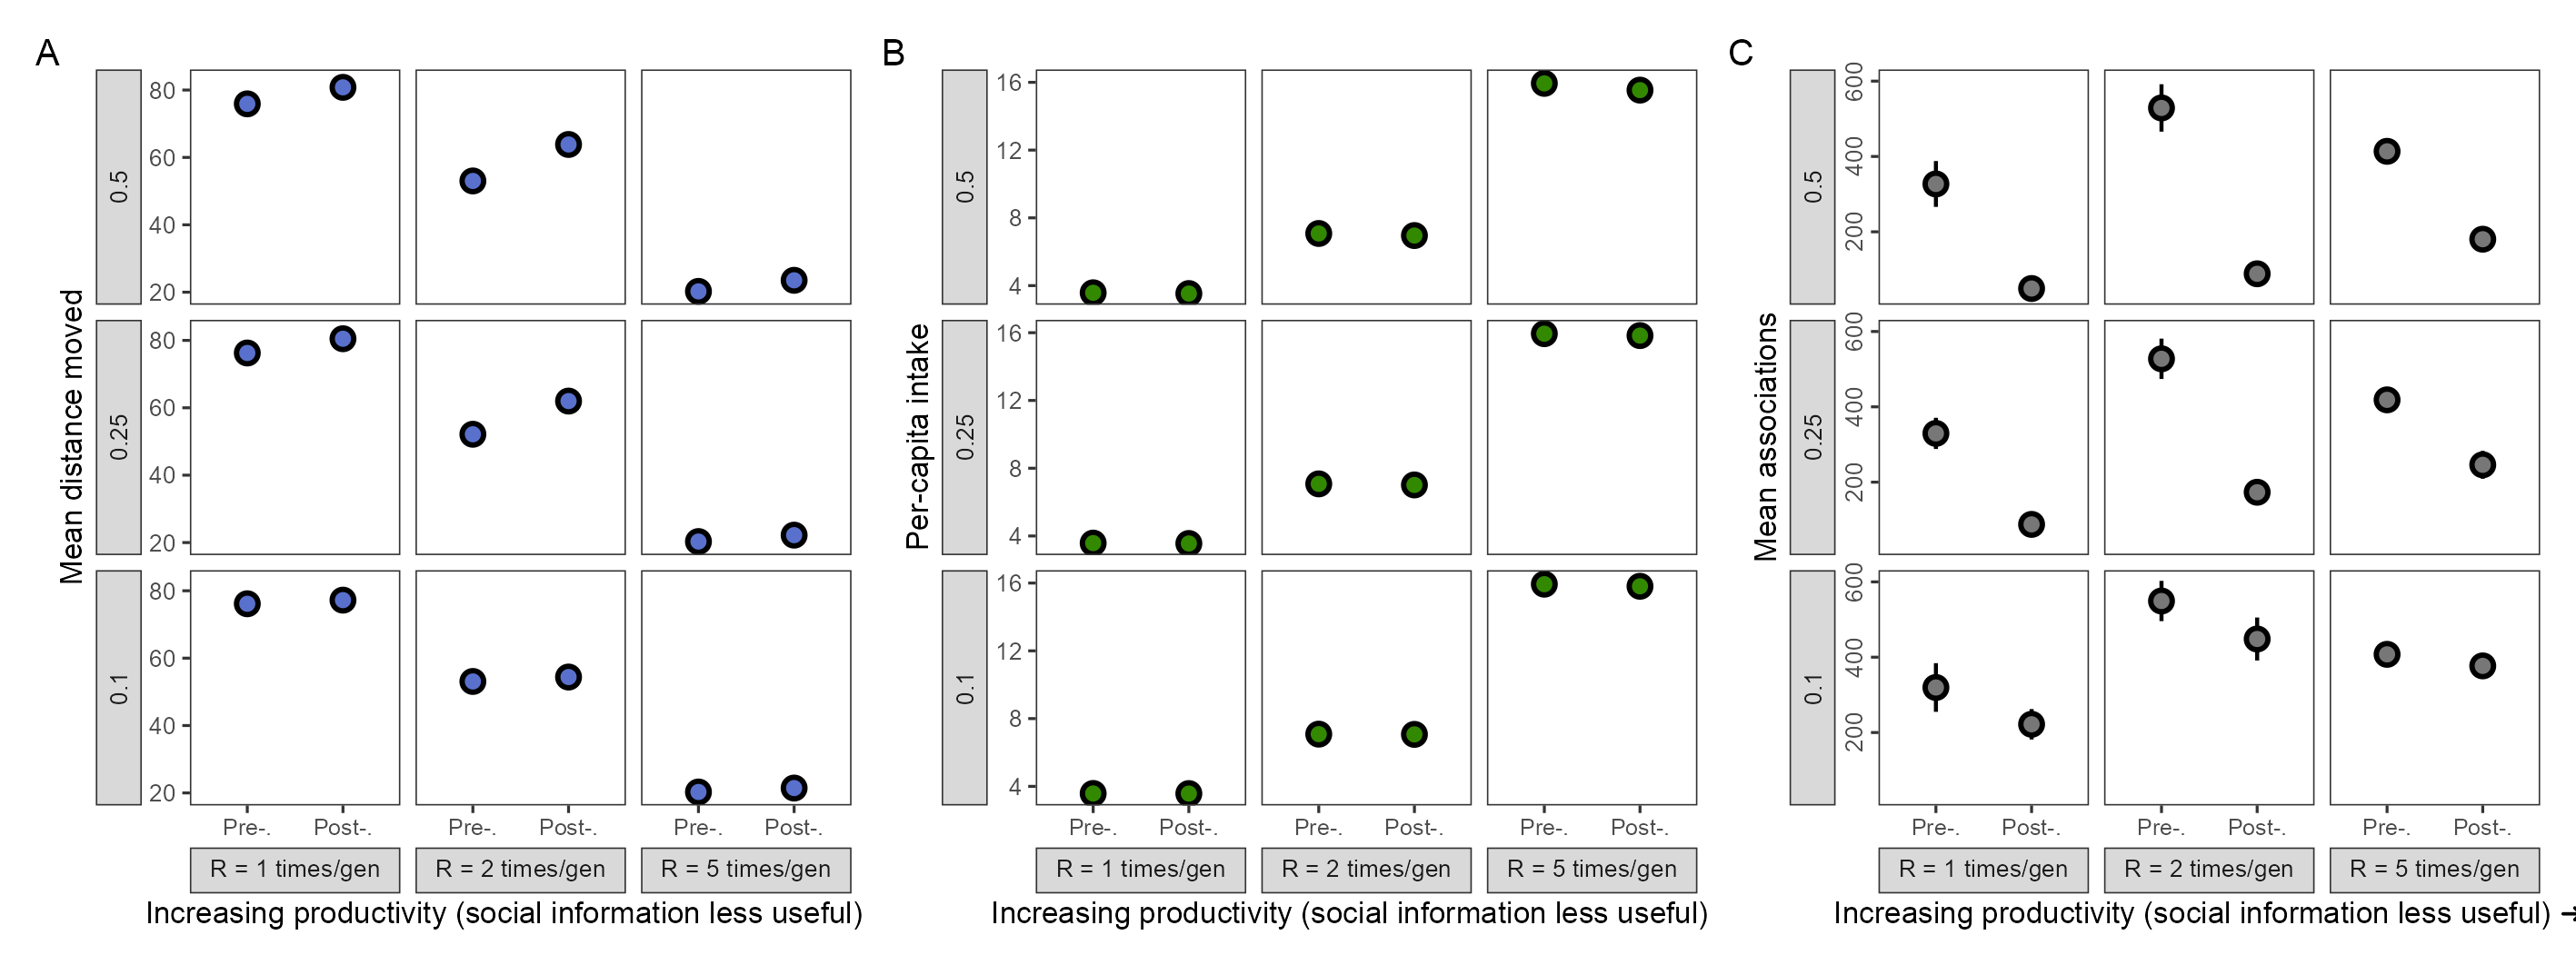 A
Mean distance moved
0.5
80
60
40
20
0.25
80
60
40
20
0.1
80
60
40
20
Pre-. Post-. Pre-. Post-. Pre-. Post-.
R = 1 times/gen R = 2 times/gen R = 5 times/gen
Increasing productivity (social information less useful)
B
Per-capita intake
0.5
16
12
8
4
0.25
16
12
8
4
0.1
16
12
8
4
Pre-. Post-. Pre-. Post-. Pre-. Post-.
R = 1 times/gen R = 2 times/gen R = 5 times/gen
Increasing productivity (social information less useful)
C
Mean associations
0.5
600
400
200
0.25
600
400
200
0.1
600
400
200
Pre-. Post-. Pre-. Post-. Pre-. Post-.
R = 1 times/gen R = 2 times/gen R = 5 times/gen
Increasing productivity (social information less useful) →